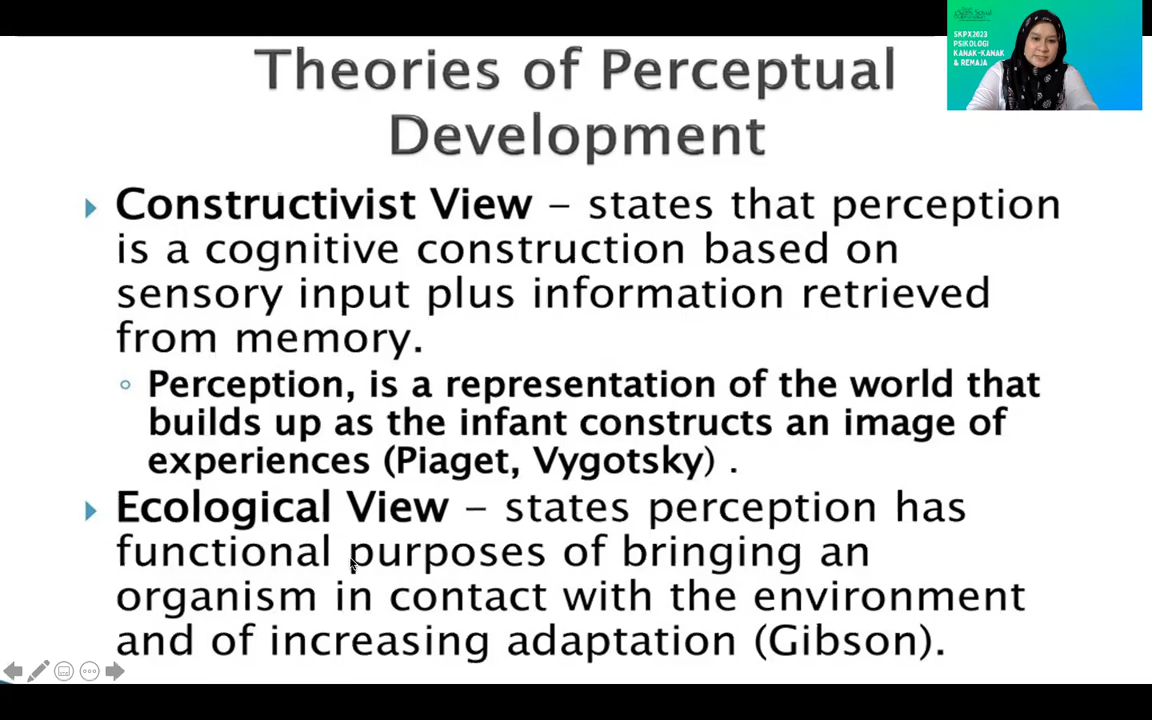 Theories of Perceptual
Development
SKPX2023
PSIKOLOGI
KANAK-KANAK
& REMAJA
Constructivist View – states that perception
is a cognitive construction based on
sensory input plus information retrieved
from memory.
Perception, is a representation of the world that
builds up as the infant constructs an image of
experiences (Piaget, Vygotsky) .
Ecological View – states perception has
functional purposes of bringing an
organism in contact with the environment
and of increasing adaptation (Gibson).